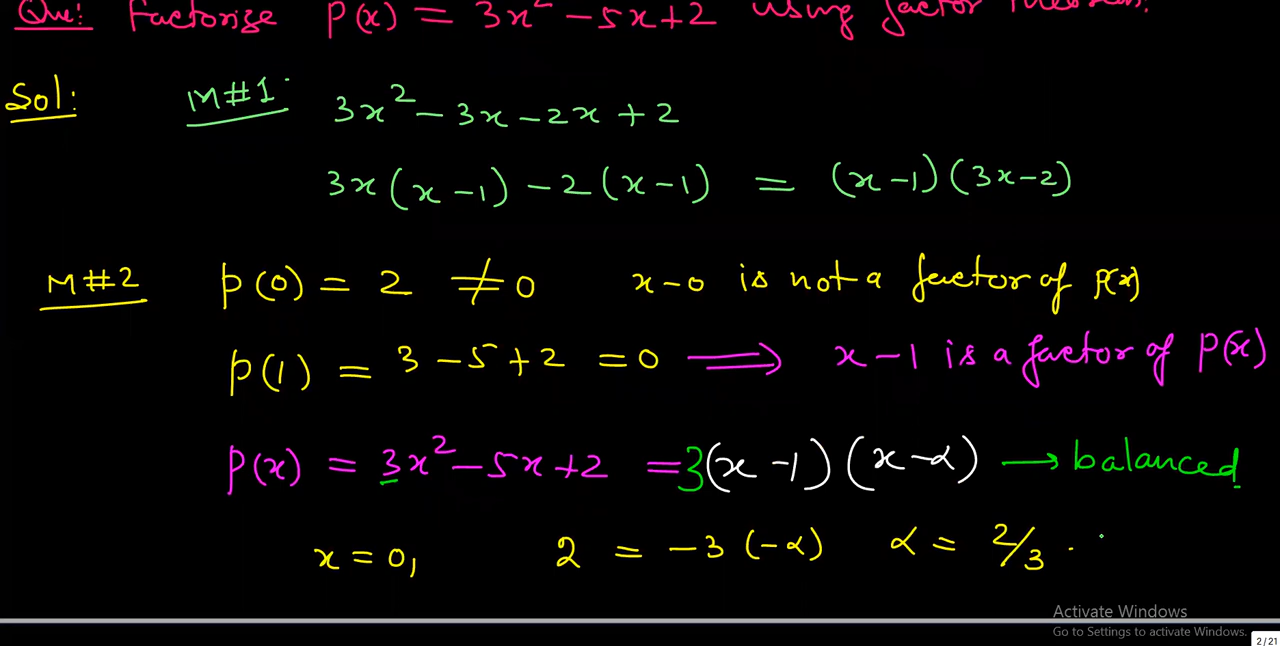 Que: Factorise P(x) = 3x² - 5x + 2 using factor theorem.
Sol: M#1: 3x² - 3x - 2x + 2
3x(x-1) - 2(x-1) = (x-1)(3x-2)
M#2 p(0) = 2 ≠ 0 x-0 is not a factor of p(x)
p(1) = 3 - 5 + 2 = 0 ⟹ x-1 is a factor of P(x)
p(x) = 3x² - 5x + 2 = 3(x-1)(x-α) → balanced
x = 0, 2 = -3(-α) α = 2/3.
Activate Windows
Go to Settings to activate Windows.
2/21